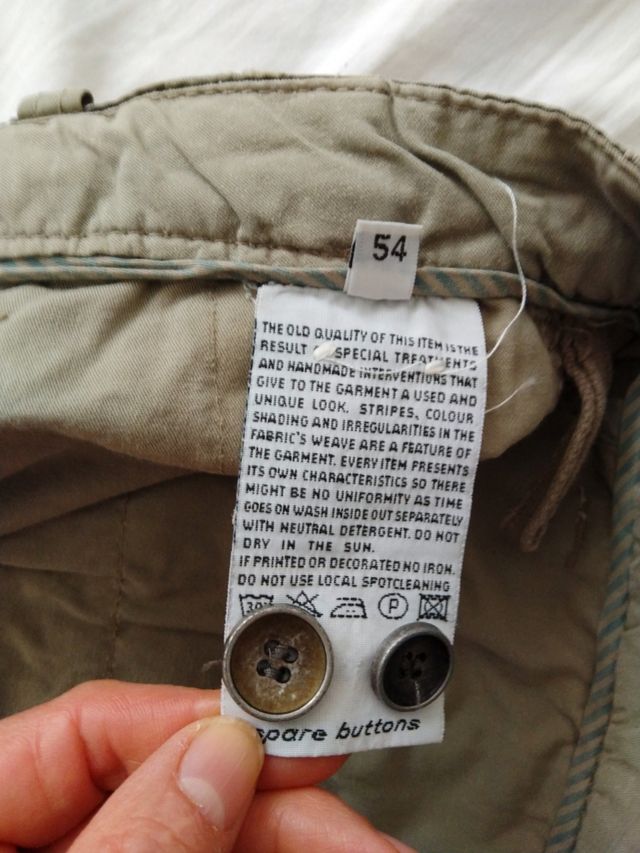 54
THE OLD QUALITY OF THIS ITEM IS THE
RESULT SPECIAL TREATMENTS
AND HANDMADE INTERVENTIONS THAT
GIVE TO THE GARMENT A USED AND
UNIQUE LOOK. STRIPES, COLOUR
SHADING AND IRREGULARITIES IN THE
FABRIC'S WEAVE ARE A FEATURE OF
THE GARMENT. EVERY ITEM PRESENTS
ITS OWN CHARACTERISTICS SO THERE
MIGHT BE NO UNIFORMITY AS TIME
GOES ON WASH INSIDE OUT SEPARATELY
WITH NEUTRAL DETERGENT. DO NOT
DRY IN THE SUN.
IF PRINTED OR DECORATED NO IRON.
DO NOT USE LOCAL SPOTCLEANING
30° P
spare buttons